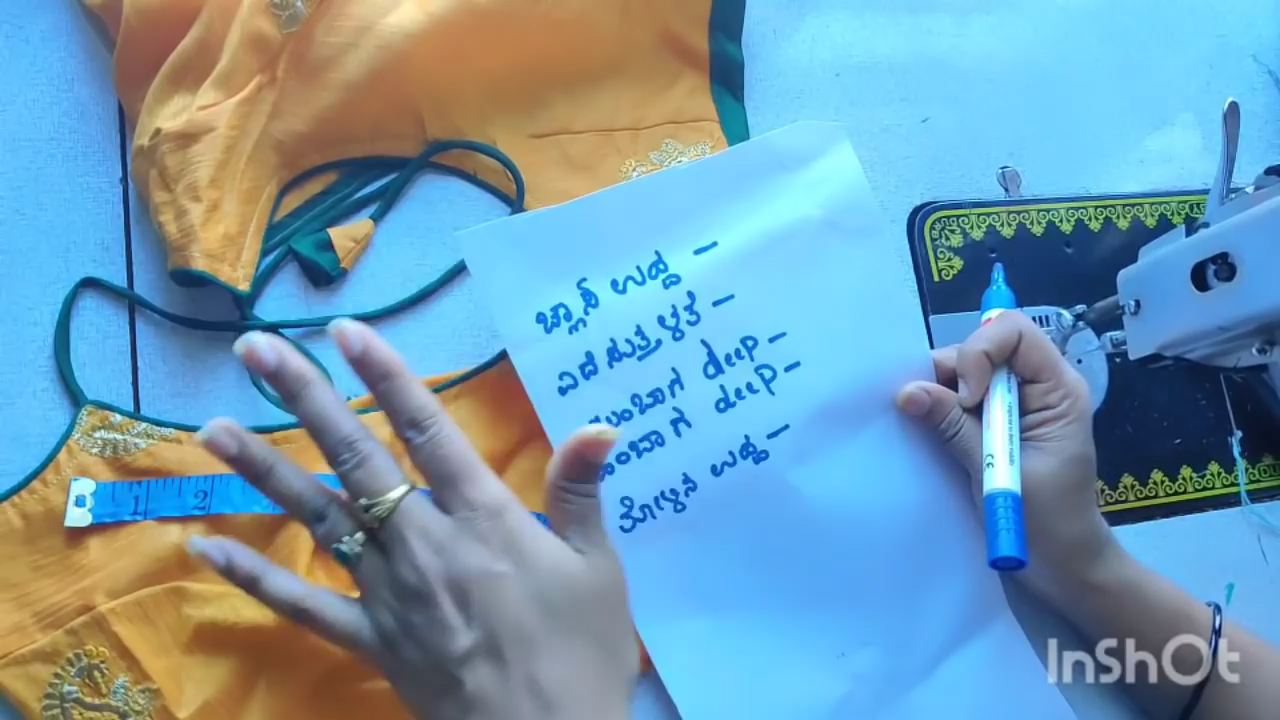 ಬ್ಲಾಸ್ ಉದ್ದ –
ಎದೆ ಸುತ್ತಳತೆ –
ಮುಂಬಾಗ deep –
ಹಿಂಬಾಗ deep –
ತೋಳಿನ ಉದ್ದ –
1 2
InShOt